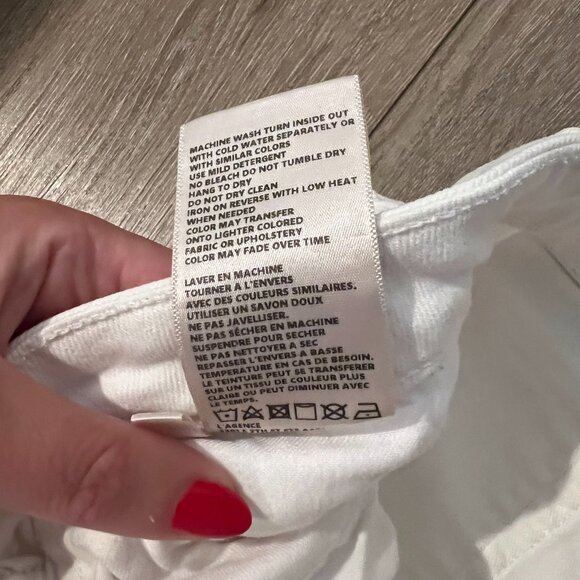 MACHINE WASH TURN INSIDE OUT
WITH COLD WATER SEPARATELY OR
WITH SIMILAR COLORS
USE MILD DETERGENT
NO BLEACH DO NOT TUMBLE DRY
HANG TO DRY
DO NOT DRY CLEAN
IRON ON REVERSE WITH LOW HEAT
WHEN NEEDED
COLOR MAY TRANSFER
ONTO LIGHTER COLORED
FABRIC OR UPHOLSTERY
COLOR MAY FADE OVER TIME
LAVER EN MACHINE
TOURNER A L'ENVERS
AVEC DES COULEURS SIMILAIRES.
UTILISER UN SAVON DOUX
NE PAS JAVELLISER.
NE PAS SÉCHER EN MACHINE
SUSPENDRE POUR SECHER
NE PAS NETTOYER A SEC
REPASSER L'ENVERS A BASSE
TEMPERATURE EN CAS DE BESOIN.
LE TEINTURE PEUT SE TRANSFERER
SUR UN TISSU DE COULEUR PLUS
CLAIRE OU PEUT DIMINUER AVEC
LE TEMPS.
L'AGENCE